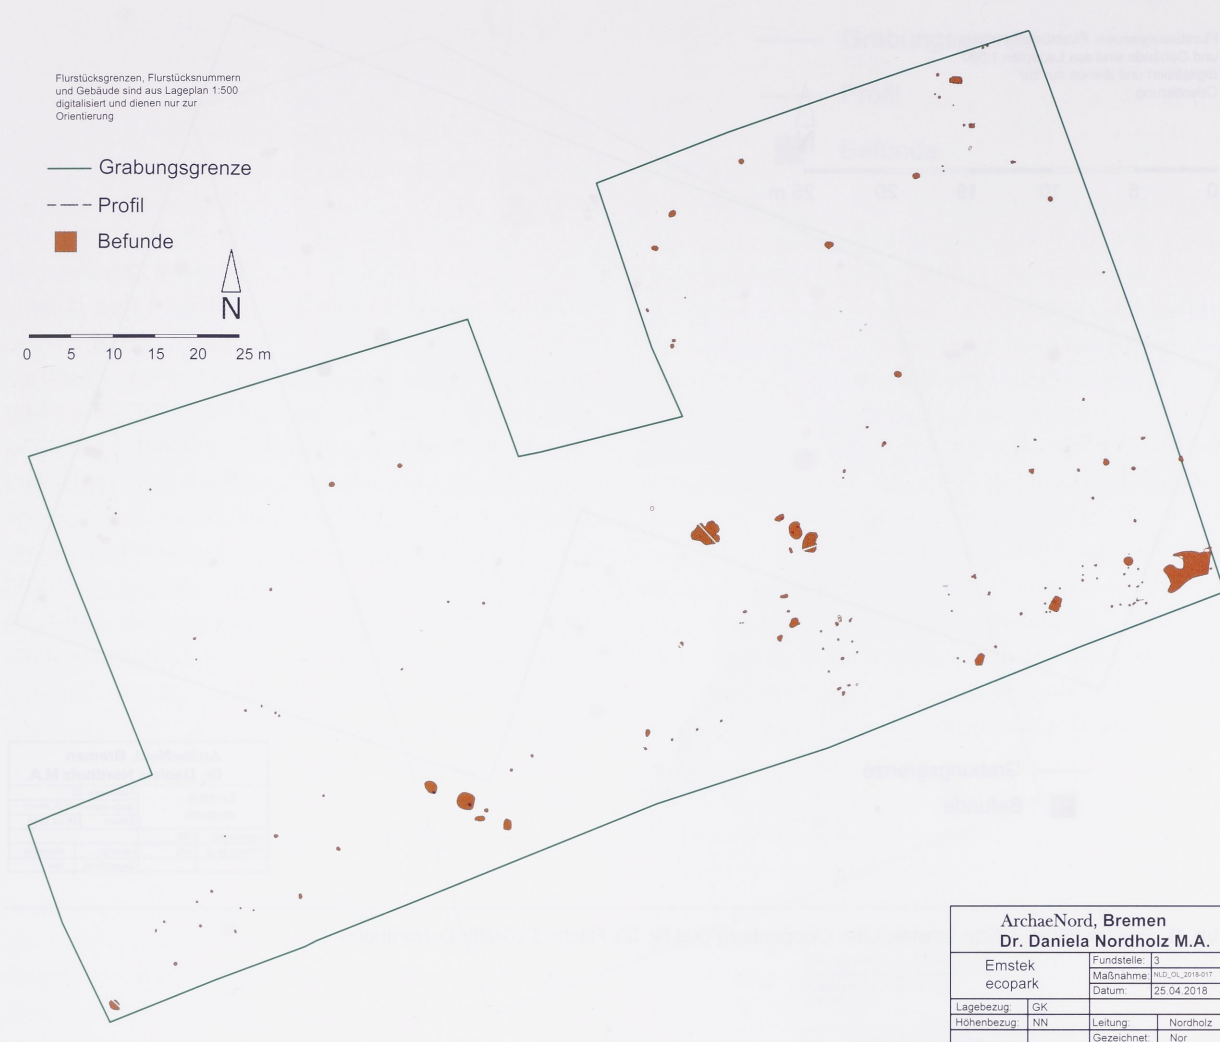 Flurstücksgrenzen, Flurstücksnummern
und Gebäude sind aus Lageplan 1:500
digitalisiert und dienen nur zur
Orientierung
Grabungsgrenze
Profil
Befunde
N
0 5 10 15 20 25 m
ArchaeNord, Bremen
Dr. Daniela Nordholz M.A.
Emstek
ecopark
Fundstelle: 3
Maßnahme: NLD_OL_2018-017
Datum: 25.04.2018
Lagebezug: GK
Höhenbezug: NN Leitung: Nordholz
Gezeichnet: Nor